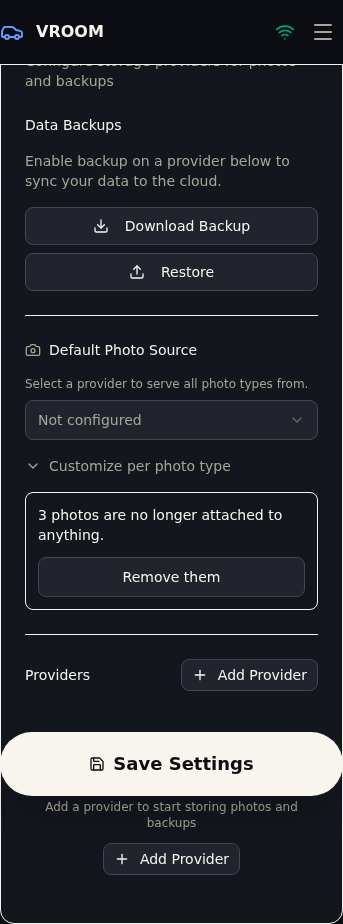 VROOM
Configure storage providers for photos
and backups
Data Backups
Enable backup on a provider below to
sync your data to the cloud.
Download Backup
Restore
Default Photo Source
Select a provider to serve all photo types from.
Not configured
Customize per photo type
3 photos are no longer attached to
anything.
Remove them
Providers
Add Provider
Save Settings
Add a provider to start storing photos and
backups
Add Provider